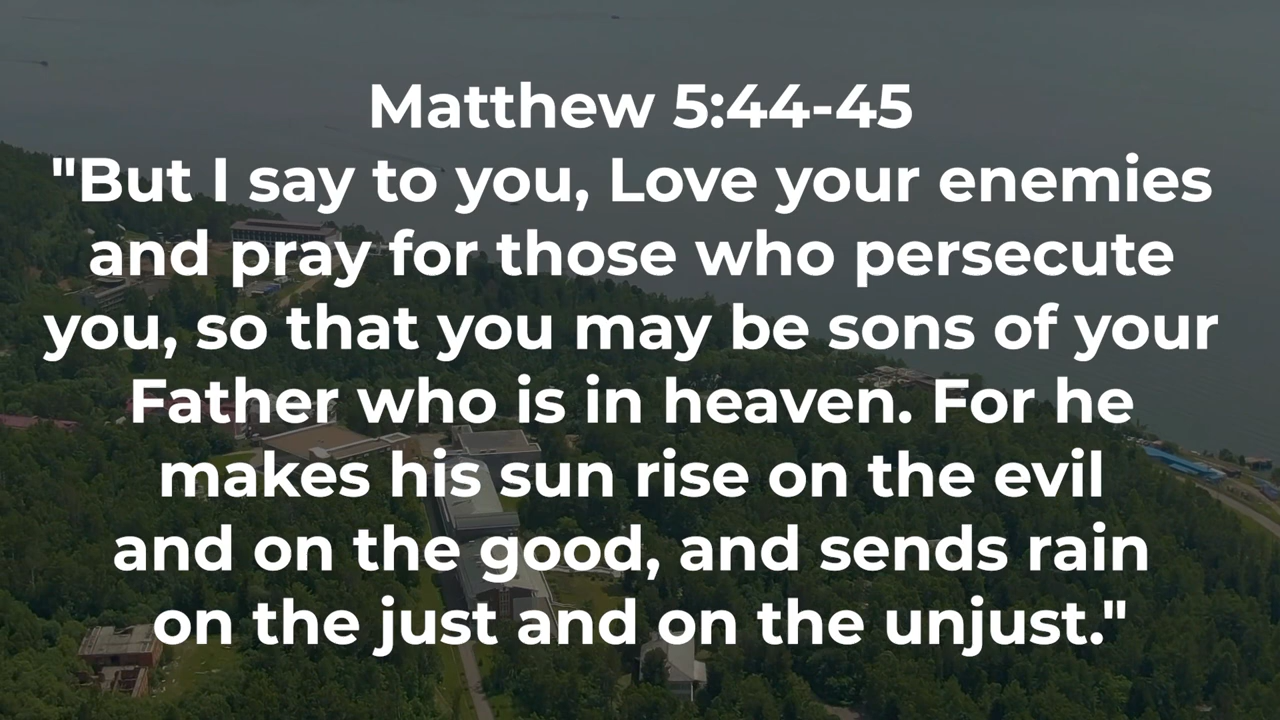 Matthew 5:44-45
"But I say to you, Love your enemies
and pray for those who persecute
you, so that you may be sons of your
Father who is in heaven. For he
makes his sun rise on the evil
and on the good, and sends rain
on the just and on the unjust."